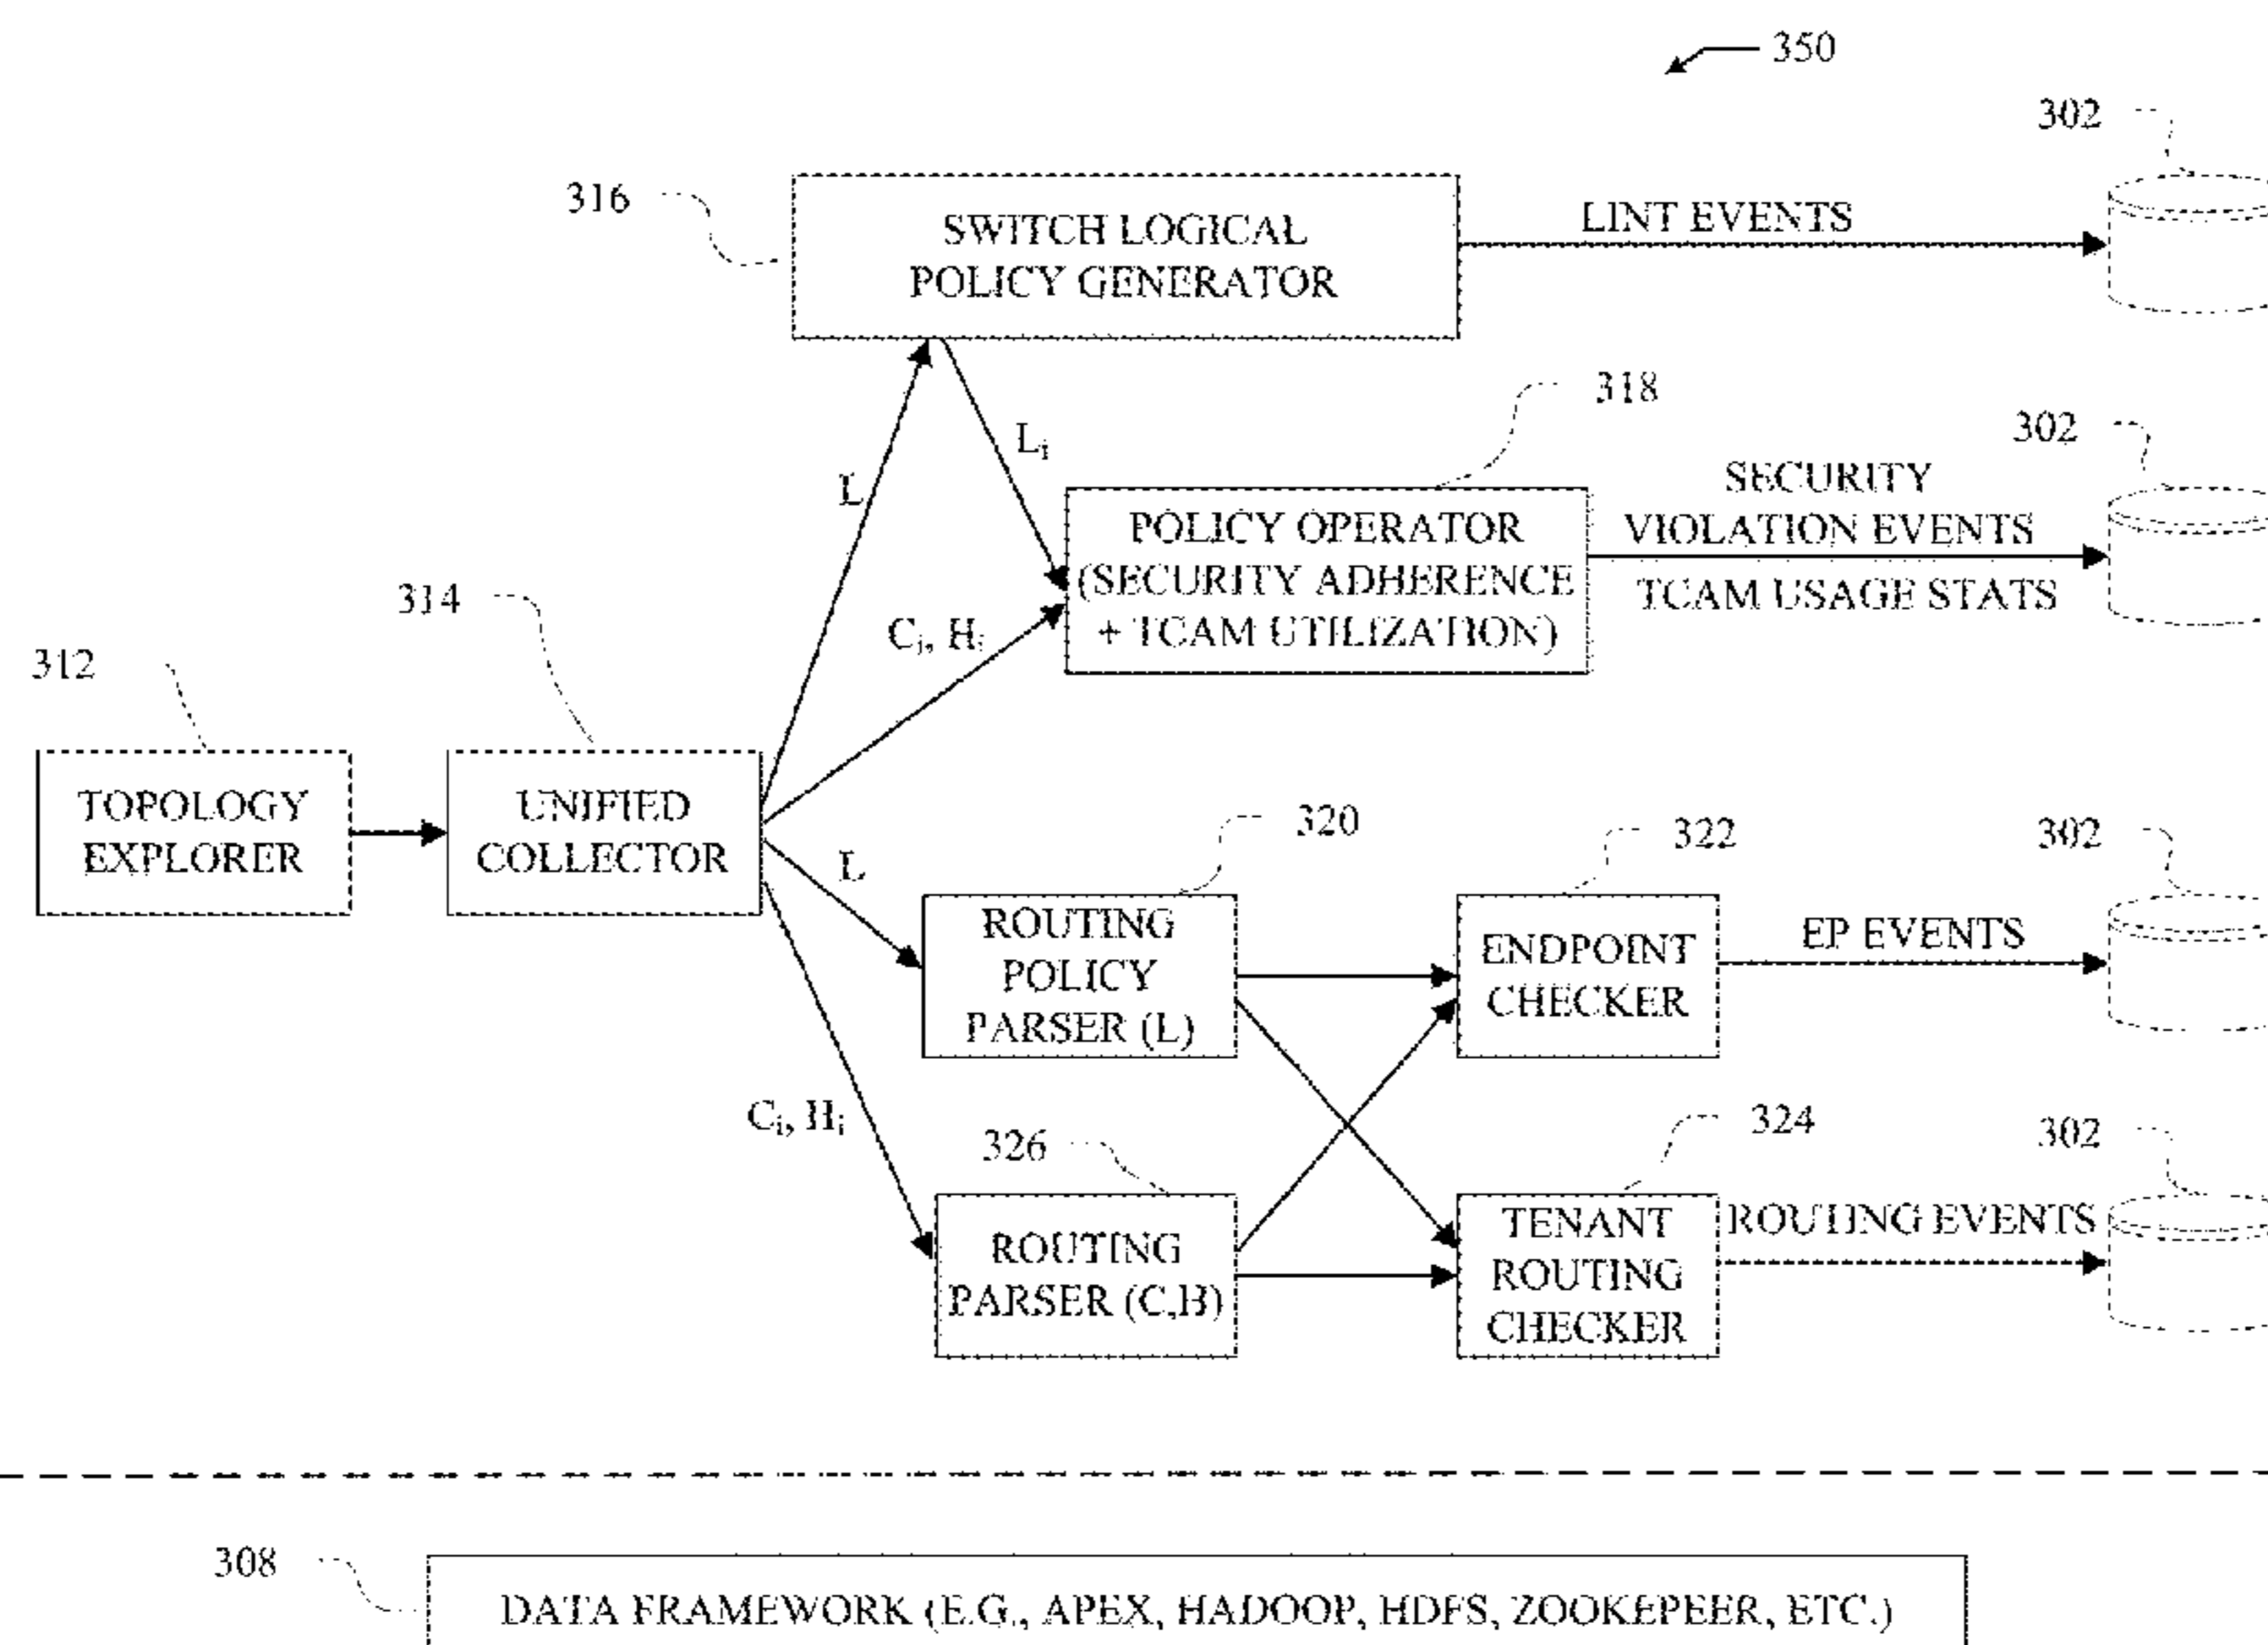 350
302
316
SWITCH LOGICAL
POLICY GENERATOR
LINT EVENTS
318
302
L
Li
POLICY OPERATOR
(SECURITY ADHERENCE
+ TCAM UTILIZATION)
SECURITY
VIOLATION EVENTS
TCAM USAGE STATS
314
Ci, Hi
312
TOPOLOGY
EXPLORER
UNIFIED
COLLECTOR
L
320
322
302
ROUTING
POLICY
PARSER (L)
ENDPOINT
CHECKER
EP EVENTS
Ci, Hi
326
324
302
ROUTING
PARSER (C,H)
TENANT
ROUTING
CHECKER
ROUTING EVENTS
308
DATA FRAMEWORK (E.G., APEX, HADOOP, HDFS, ZOOKEPEER, ETC.)